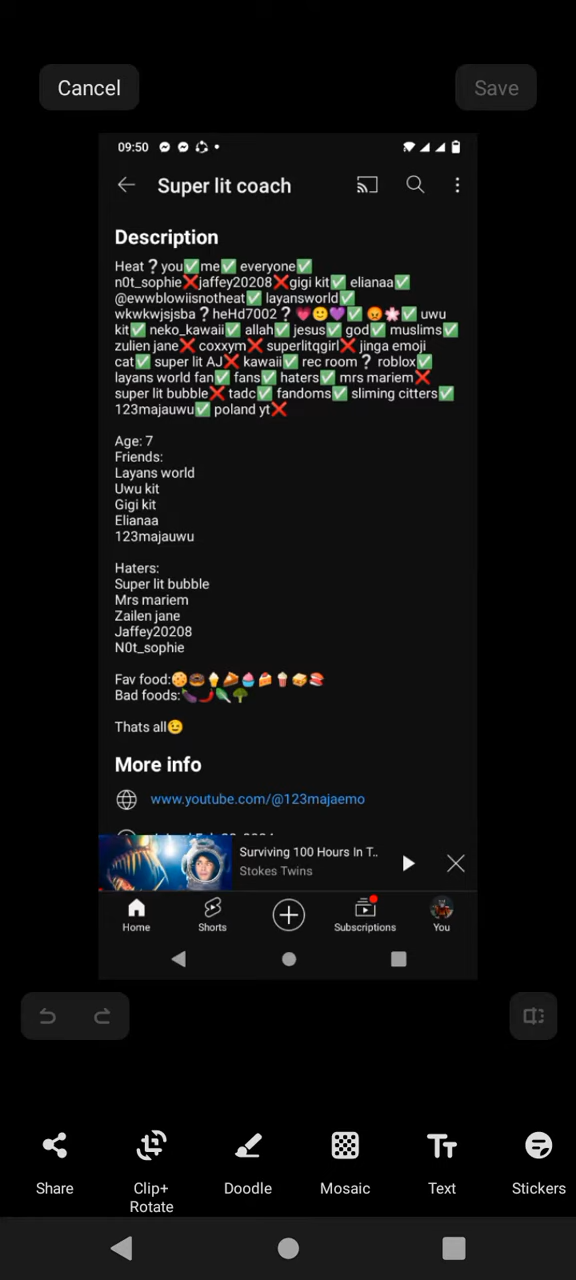 Cancel
Save
09:50
Super lit coach
Description
Heat❓you✅me✅ everyone✅
n0t_sophie❌jaffey20208❌gigi kit✅ elianaa✅
@ewwblowiisnotheat✅ layansworld✅
wkwkwjsjsba❓heHd7002❓💗🙂💜✅ 😡🌸✅ uwu
kit✅ neko_kawaii✅ allah✅ jesus✅ god✅ muslims✅
zulien jane❌ coxxym❌ superlitqgirl❌ jinga emoji
cat✅ super lit AJ❌ kawaii✅ rec room❓ roblox✅
layans world fan✅ fans✅ haters✅ mrs mariem❌
super lit bubble❌ tadc✅ fandoms✅ sliming citters✅
123majauwu✅ poland yt❌
Age: 7
Friends:
Layans world
Uwu kit
Gigi kit
Elianaa
123majauwu
Haters:
Super lit bubble
Mrs mariem
Zailen jane
Jaffey20208
N0t_sophie
Fav food:🍪🍩🍦🥧🧁🍰🍿🍞🍣
Bad foods:🍆🌶️🥬🥦
Thats all😉
More info
www.youtube.com/@123majaemo
Surviving 100 Hours In T..
Stokes Twins
Home
Shorts
Subscriptions
You
Share
Clip+
Rotate
Doodle
Mosaic
Text
Stickers